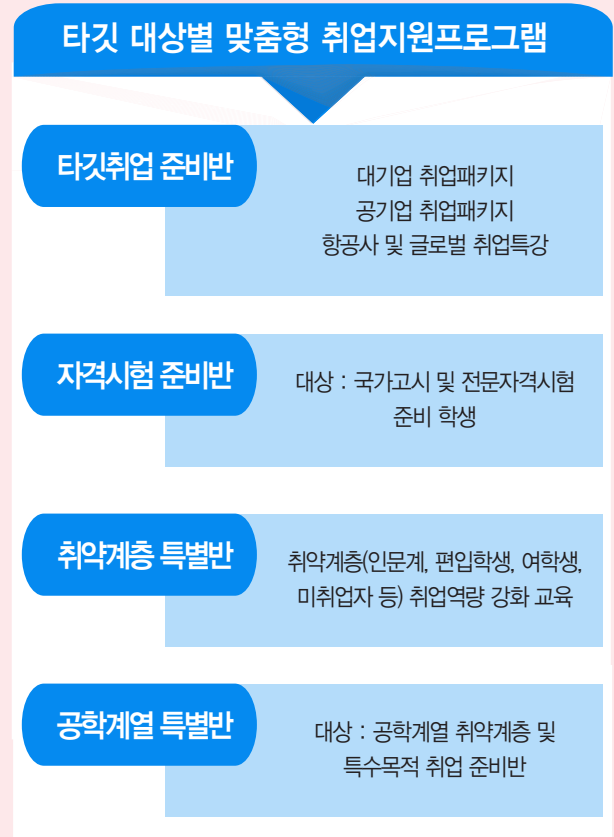 타깃 대상별 맞춤형 취업지원프로그램
타깃취업 준비반
대기업 취업패키지
공기업 취업패키지
항공사 및 글로벌 취업특강
자격시험 준비반
대상 : 국가고시 및 전문자격시험
준비 학생
취약계층 특별반
취약계층(인문계, 편입학생, 여학생,
미취업자 등) 취업역량 강화 교육
공학계열 특별반
대상 : 공학계열 취약계층 및
특수목적 취업 준비반